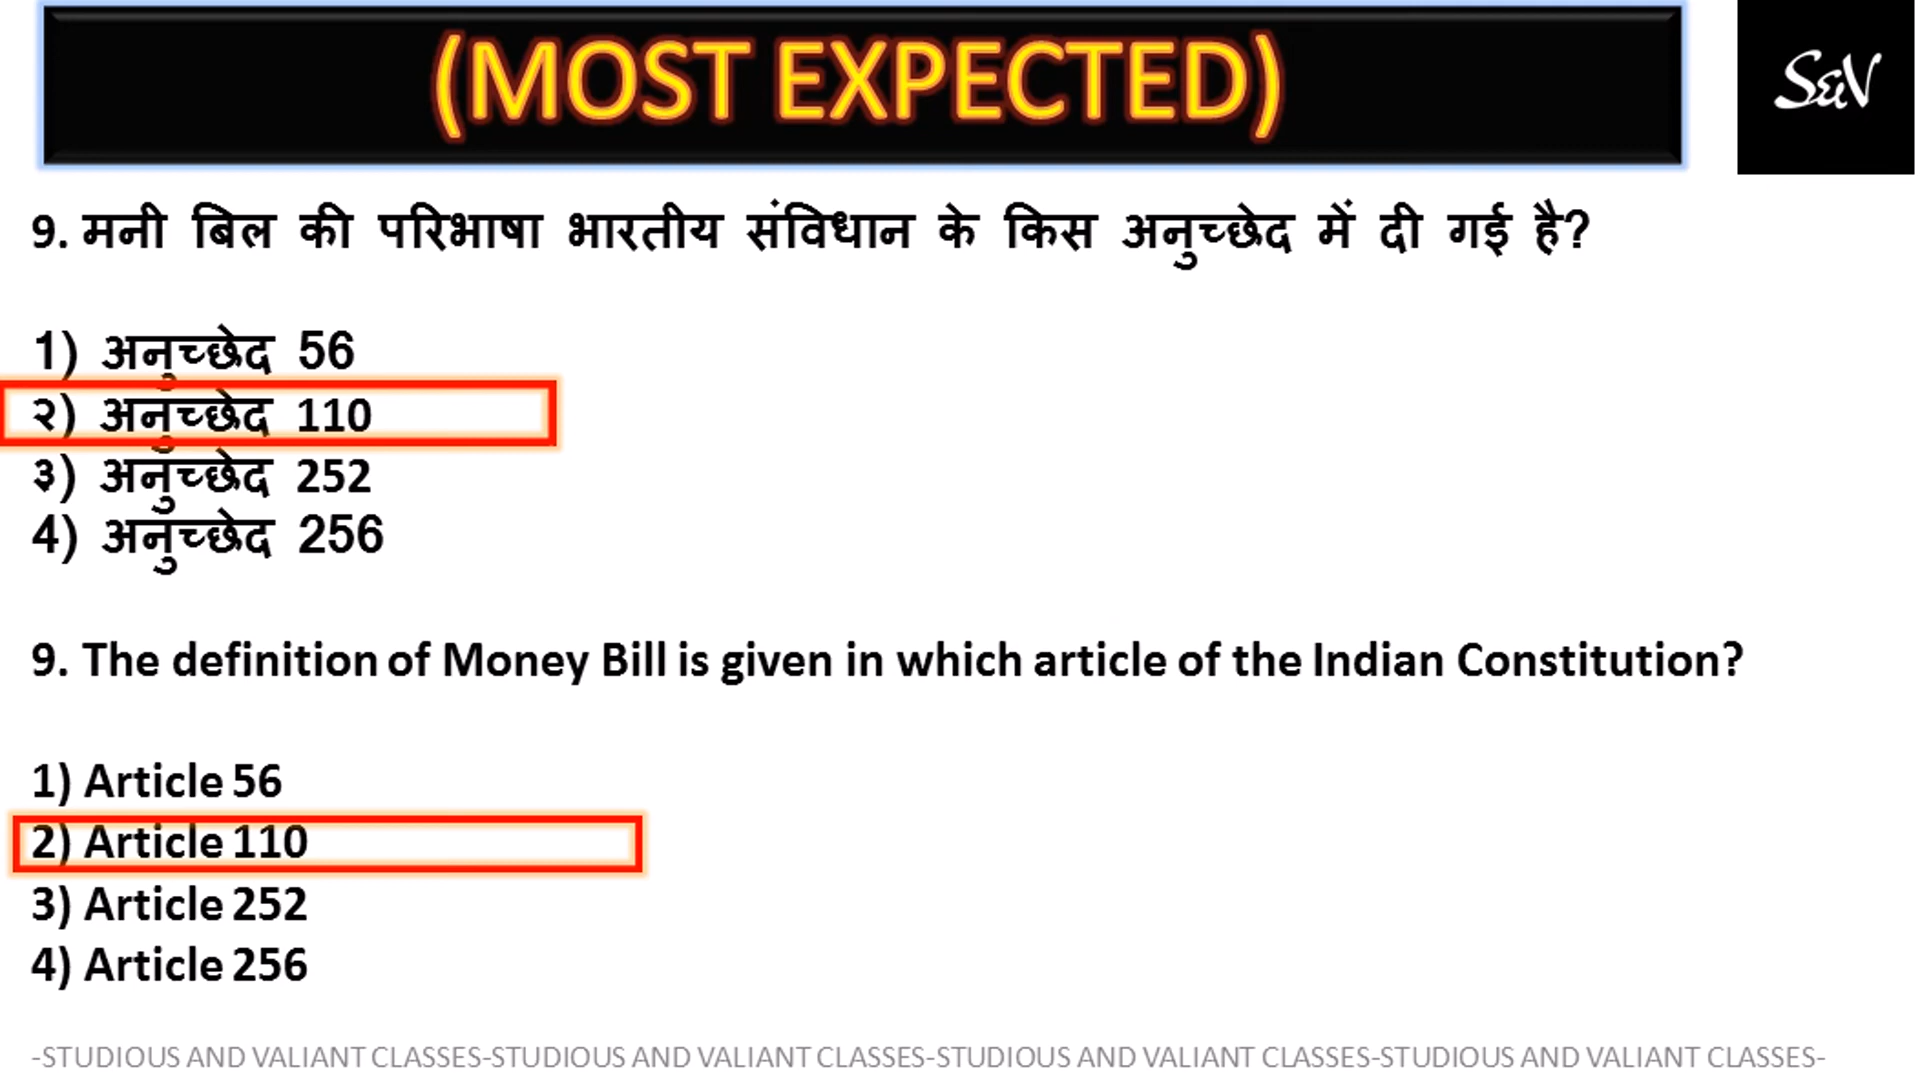 (MOST EXPECTED)
S&V
9. मनी बिल की परिभाषा भारतीय संविधान के किस अनुच्छेद में दी गई है?
1) अनुच्छेद 56
२) अनुच्छेद 110
३) अनुच्छेद 252
4) अनुच्छेद 256
9. The definition of Money Bill is given in which article of the Indian Constitution?
1) Article 56
2) Article 110
3) Article 252
4) Article 256
-STUDIOUS AND VALIANT CLASSES-STUDIOUS AND VALIANT CLASSES-STUDIOUS AND VALIANT CLASSES-STUDIOUS AND VALIANT CLASSES-